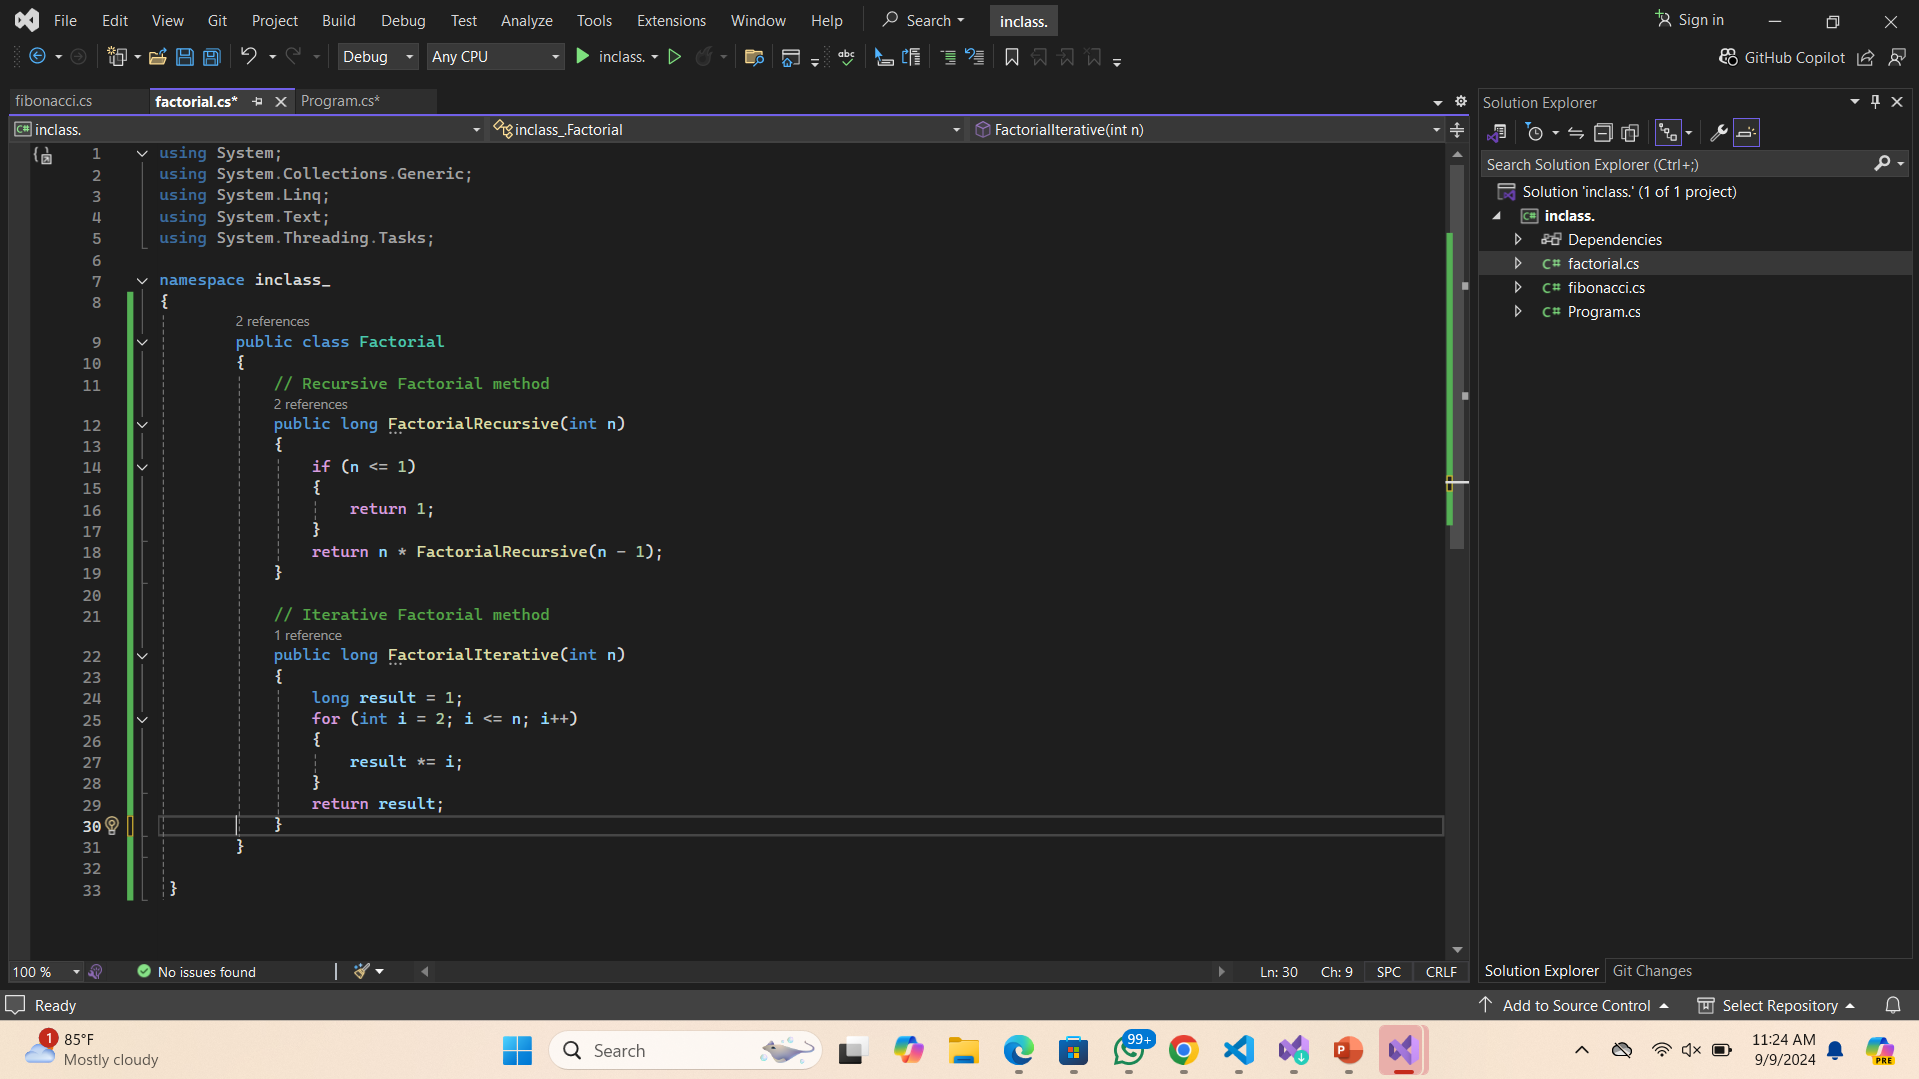 File Edit View Git Project Build Debug Test Analyze Tools Extensions Window Help Search inclass. Sign in
Debug Any CPU inclass. abc GitHub Copilot
fibonacci.cs factorial.cs* Program.cs*
C# inclass. inclass_.Factorial FactorialIterative(int n)
1 using System;
2 using System.Collections.Generic;
3 using System.Linq;
4 using System.Text;
5 using System.Threading.Tasks;
6
7 namespace inclass_
8 {
2 references
9 public class Factorial
10 {
11 // Recursive Factorial method
2 references
12 public long FactorialRecursive(int n)
13 {
14 if (n <= 1)
15 {
16 return 1;
17 }
18 return n * FactorialRecursive(n - 1);
19 }
20
21 // Iterative Factorial method
1 reference
22 public long FactorialIterative(int n)
23 {
24 long result = 1;
25 for (int i = 2; i <= n; i++)
26 {
27 result *= i;
28 }
29 return result;
30 }
31 }
32
33 }
100 % No issues found Ln: 30 Ch: 9 SPC CRLF
Solution Explorer
Search Solution Explorer (Ctrl+;)
Solution 'inclass.' (1 of 1 project)
C# inclass.
Dependencies
C# factorial.cs
C# fibonacci.cs
C# Program.cs
Solution Explorer Git Changes
Ready Add to Source Control Select Repository
1 85°F
Mostly cloudy
Search
99+
11:24 AM
9/9/2024
PRE